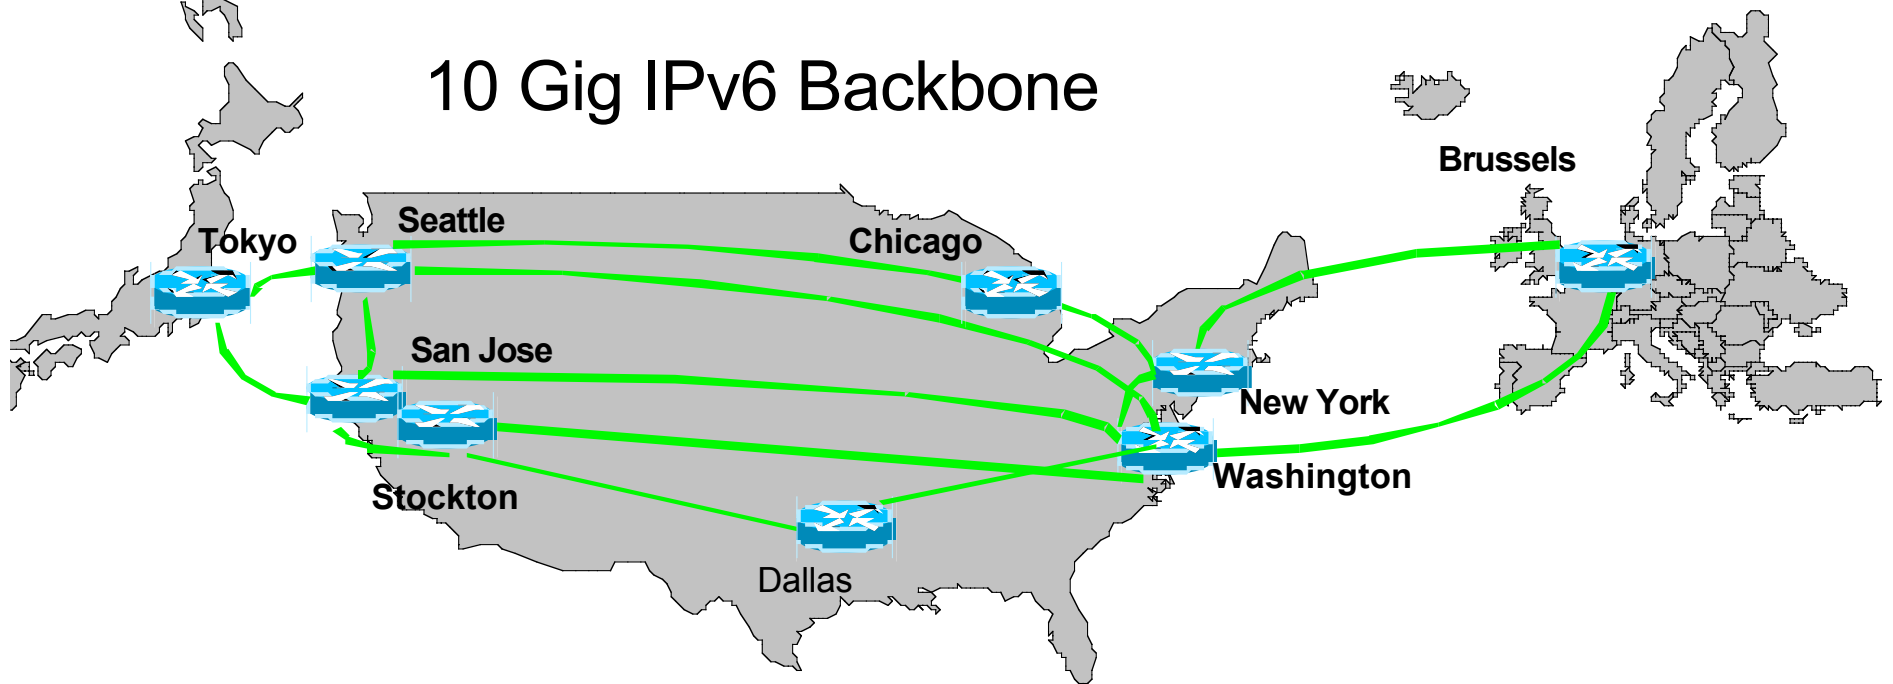 10 Gig IPv6 Backbone
Brussels
Seattle
Tokyo
Chicago
San Jose
New York
Washington
Stockton
Dallas